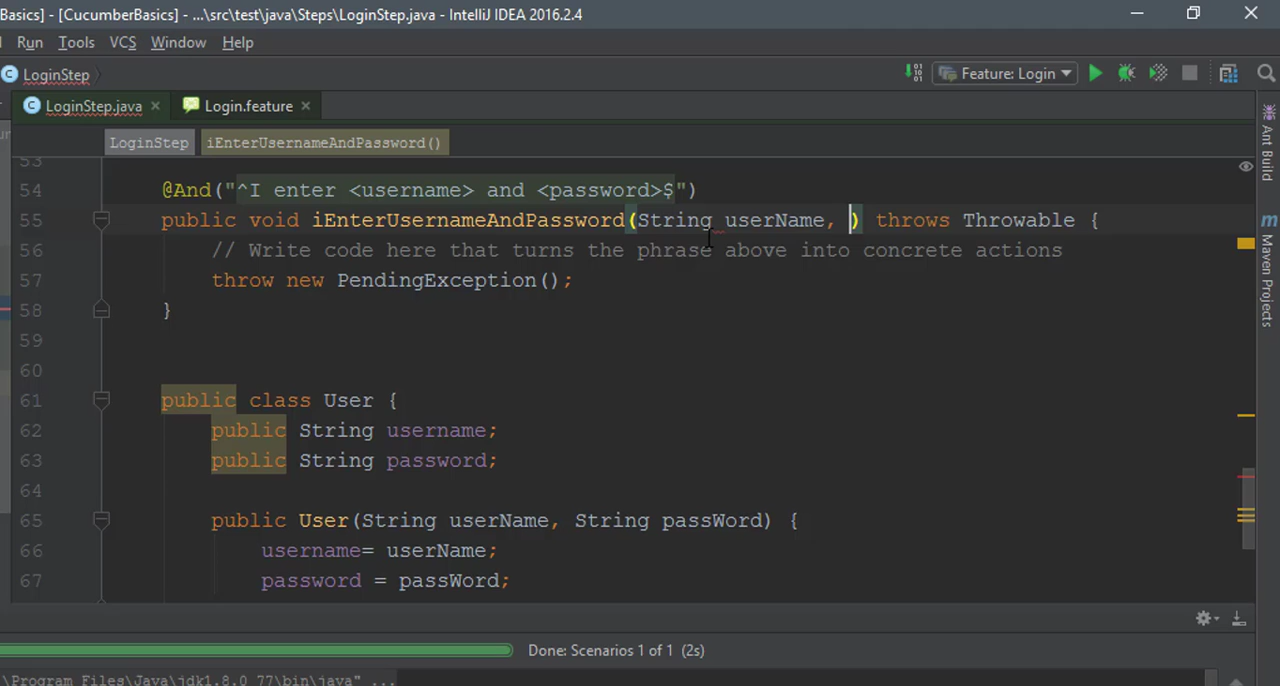 Basics] - [CucumberBasics] - ...\src\test\java\Steps\LoginStep.java - IntelliJ IDEA 2016.2.4
Run Tools VCS Window Help
LoginStep
Feature: Login
LoginStep.java
Login.feature
LoginStep
iEnterUsernameAndPassword()
Ant Build
Maven Projects
53
54 @And("^I enter <username> and <password>$")
55 public void iEnterUsernameAndPassword(String userName, ) throws Throwable {
56 // Write code here that turns the phrase above into concrete actions
57 throw new PendingException();
58 }
59
60
61 public class User {
62 public String username;
63 public String password;
64
65 public User(String userName, String passWord) {
66 username= userName;
67 password = passWord;
Done: Scenarios 1 of 1 (2s)
\Program Files\Java\jdk1.8.0_77\bin\java" ...